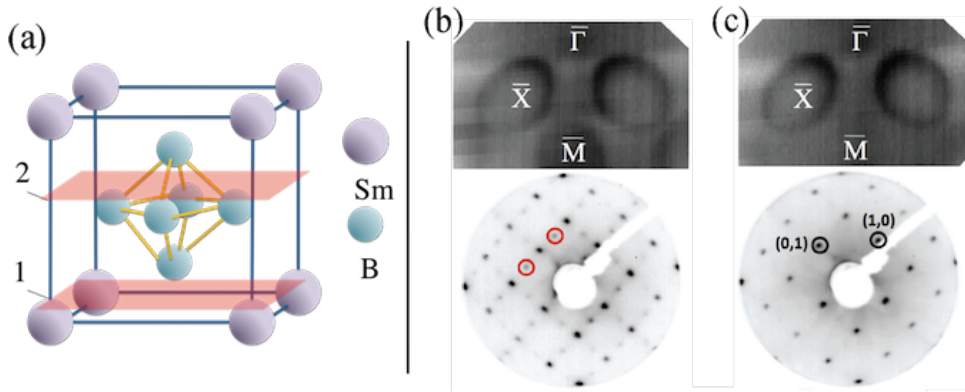 (a)
2
1
Sm
B
(b)
Γ̅
X̅
M̅
(c)
Γ̅
X̅
M̅
(0,1)
(1,0)